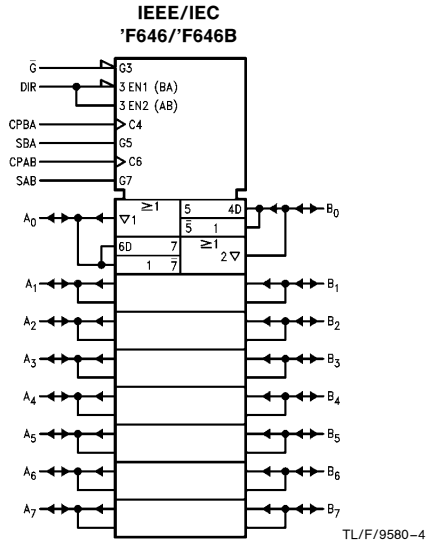 IEEE/IEC
'F646/'F646B
G̅ G3
DIR 3 EN1 (BA)
3 EN2 (AB)
CPBA C4
SBA G5
CPAB C6
SAB G7
A₀ ≥1 5 4D B₀
▽1 5̅ 1
6D 7 ≥1
1 7̅ 2▽
A₁ B₁
A₂ B₂
A₃ B₃
A₄ B₄
A₅ B₅
A₆ B₆
A₇ B₇
TL/F/9580–4